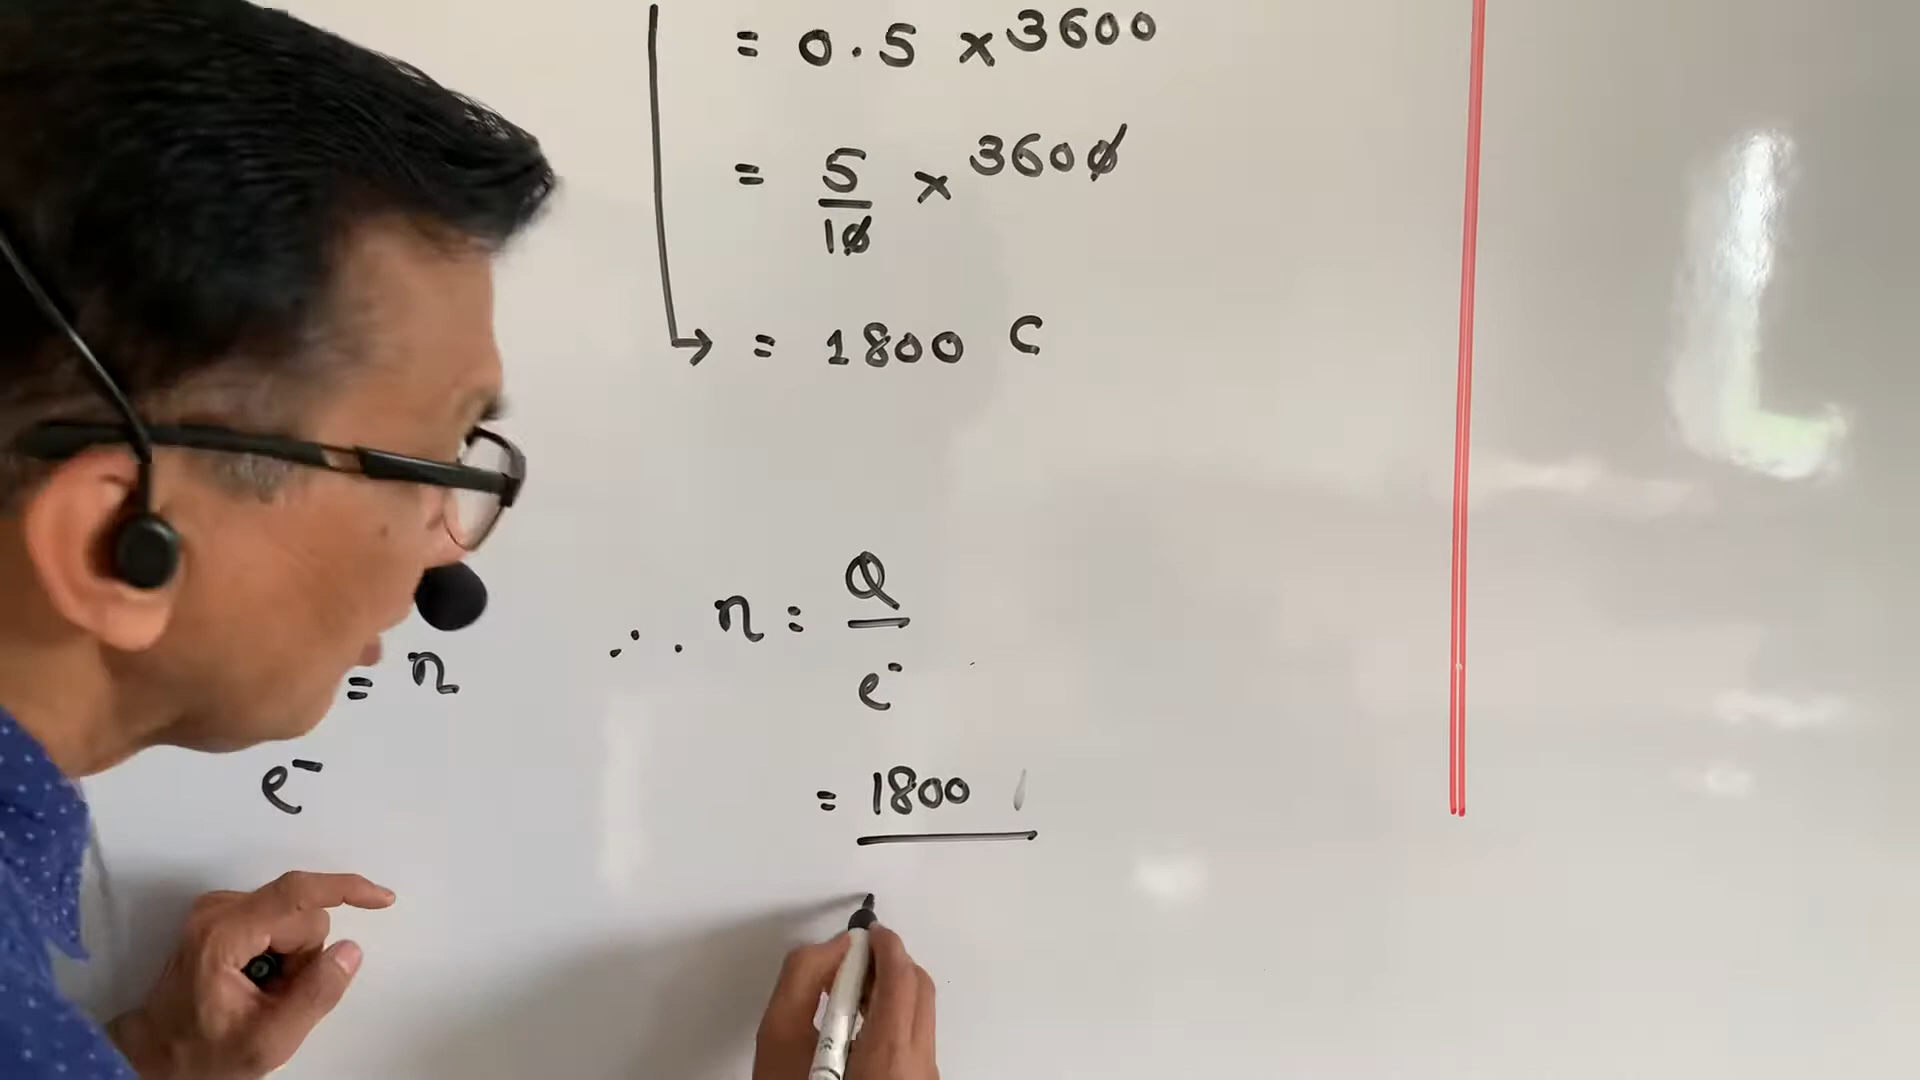 = 0.5 × 3600
= 5/10 × 3600
→ = 1800 C
= n
e⁻
∴ n = Q/e⁻
= 1800